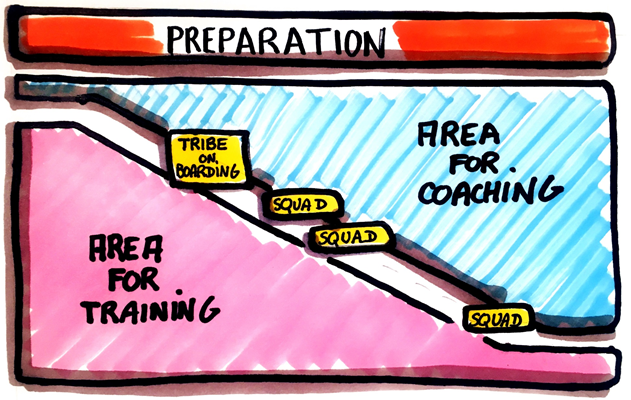 PREPARATION
TRIBE
ON.
BOARDING
SQUAD
SQUAD
SQUAD
AREA
FOR.
COACHING
AREA
FOR
TRAINING